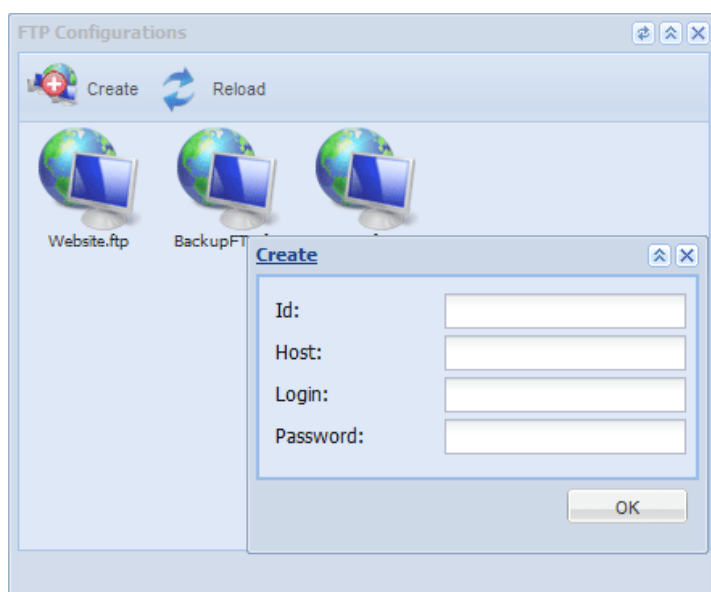 FTP Configurations
Create
Reload
Website.ftp
Create
Id:
Host:
Login:
Password:
OK